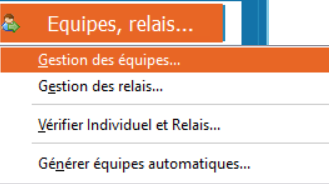 Equipes, relais...
Gestion des équipes...
Gestion des relais...
Vérifier Individuel et Relais...
Générer équipes automatiques...